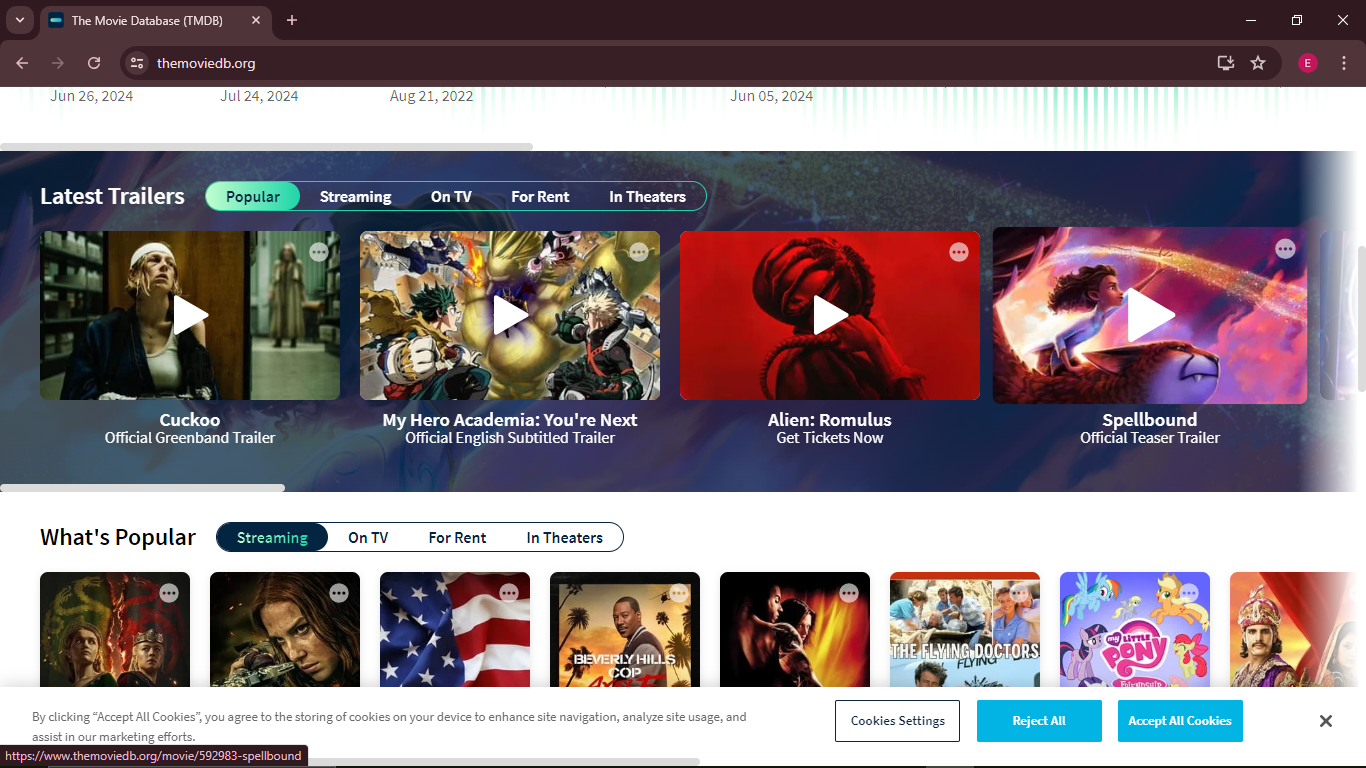 The Movie Database (TMDB)
themoviedb.org
E
Jun 26, 2024
Jul 24, 2024
Aug 21, 2022
Jun 05, 2024
Latest Trailers
Popular
Streaming
On TV
For Rent
In Theaters
Cuckoo
Official Greenband Trailer
My Hero Academia: You're Next
Official English Subtitled Trailer
Alien: Romulus
Get Tickets Now
Spellbound
Official Teaser Trailer
What's Popular
Streaming
On TV
For Rent
In Theaters
BEVERLY HILLS
COP
THE FLYING DOCTORS
FLYING
my LITTLE
PONY
By clicking “Accept All Cookies”, you agree to the storing of cookies on your device to enhance site navigation, analyze site usage, and
assist in our marketing efforts.
Cookies Settings
Reject All
Accept All Cookies
https://www.themoviedb.org/movie/592983-spellbound